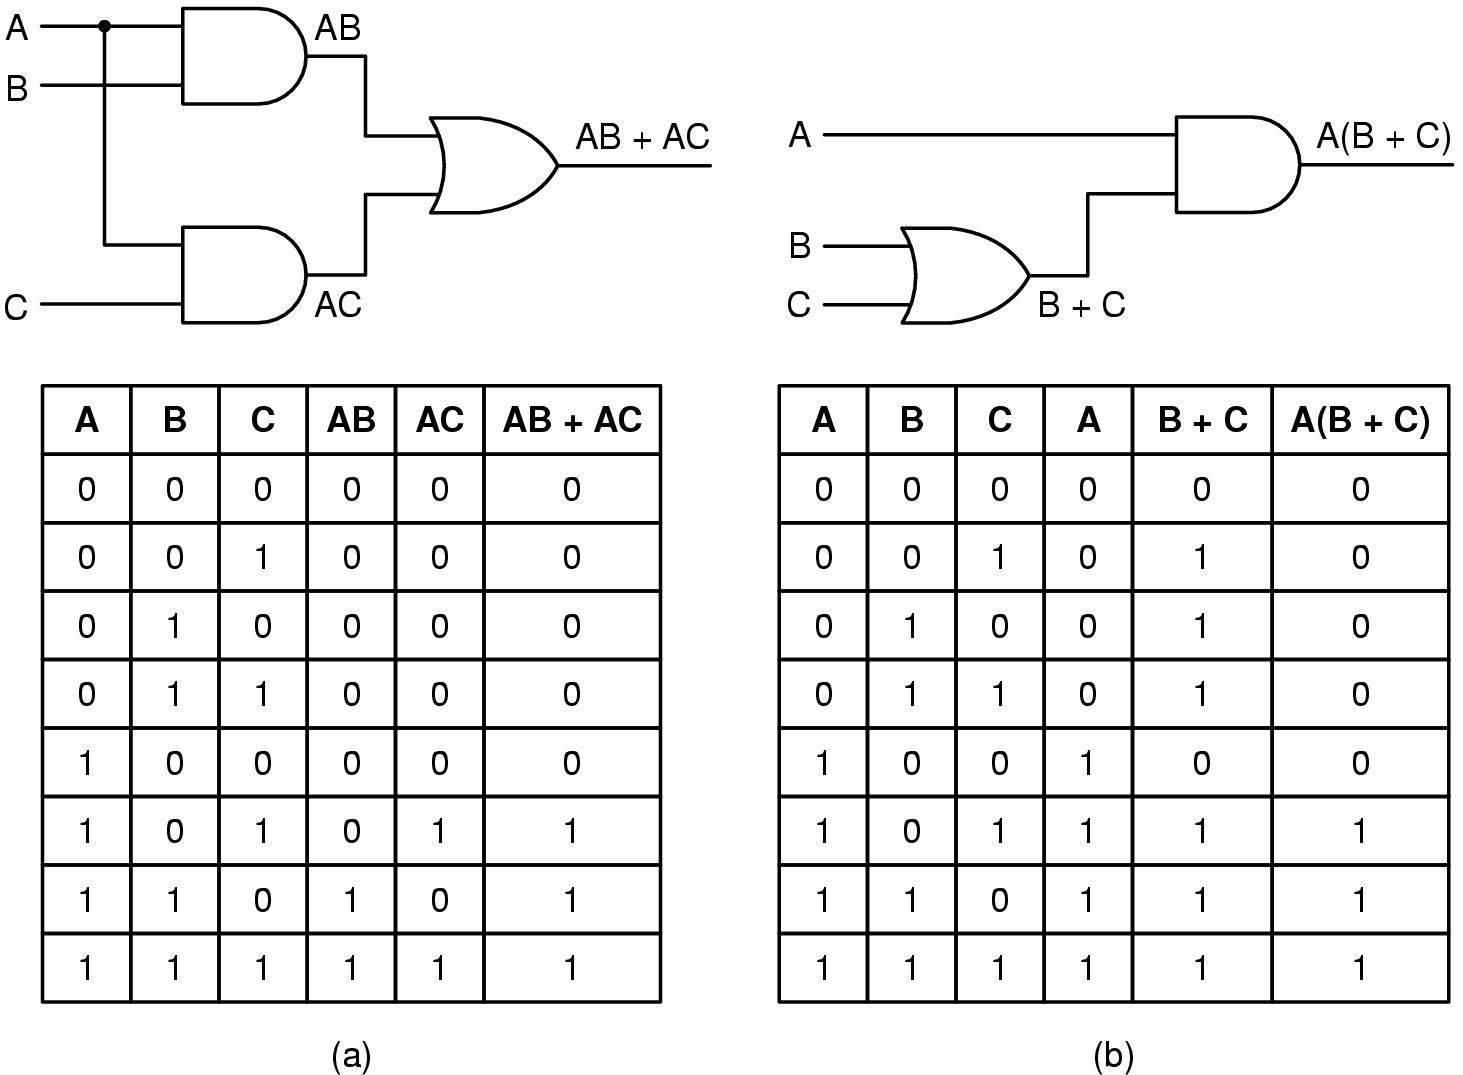 A
AB
B
AB + AC
C
AC
A
A(B + C)
B
C
B + C
A B C AB AC AB + AC
0 0 0 0 0 0
0 0 1 0 0 0
0 1 0 0 0 0
0 1 1 0 0 0
1 0 0 0 0 0
1 0 1 0 1 1
1 1 0 1 0 1
1 1 1 1 1 1
(a)
A B C A B + C A(B + C)
0 0 0 0 0 0
0 0 1 0 1 0
0 1 0 0 1 0
0 1 1 0 1 0
1 0 0 1 0 0
1 0 1 1 1 1
1 1 0 1 1 1
1 1 1 1 1 1
(b)